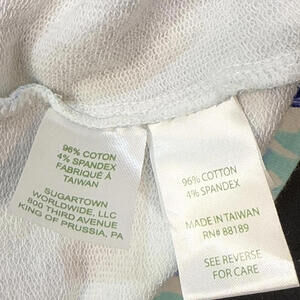 96% COTON
4% SPANDEX
FABRIQUÉ À
TAIWAN
SUGARTOWN
WORLDWIDE, LLC
800 THIRD AVENUE
KING OF PRUSSIA, PA
96% COTTON
4% SPANDEX
MADE IN TAIWAN
RN# 88189
SEE REVERSE
FOR CARE